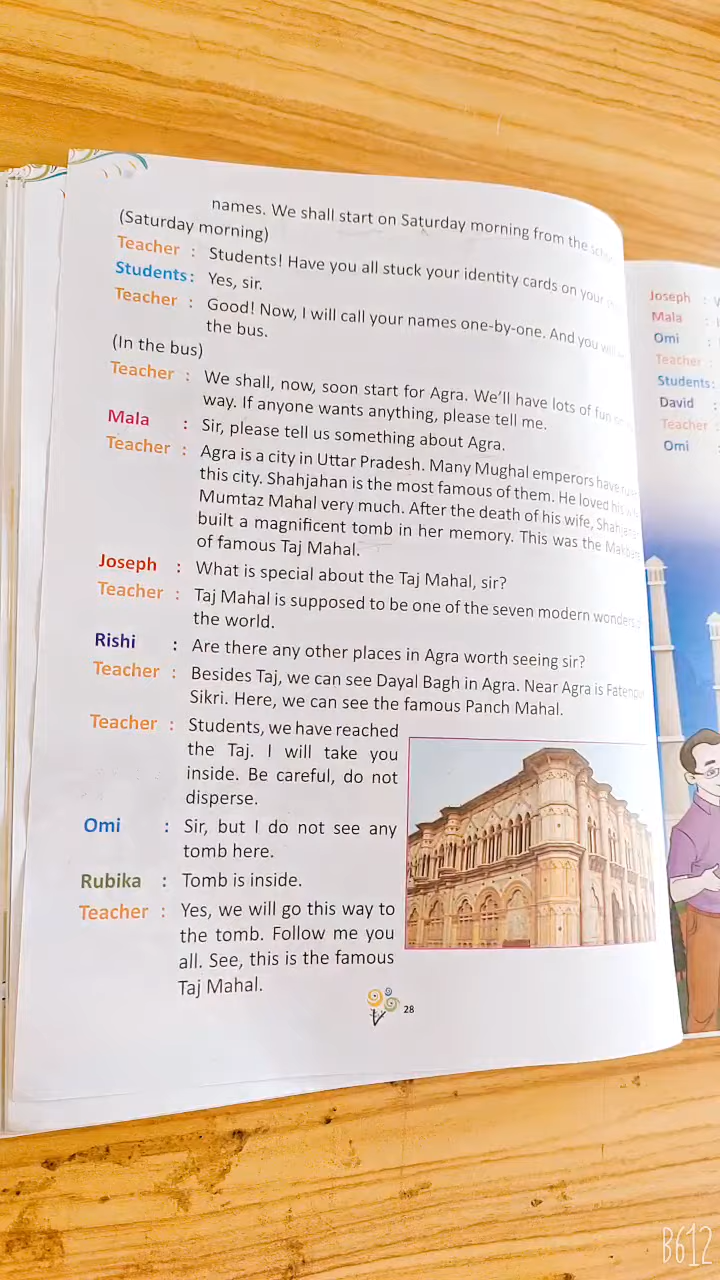 names. We shall start on Saturday morning from the
(Saturday morning)
Teacher : Students! Have you all stuck your identity cards on your
Students: Yes, sir.
Teacher : Good! Now, I will call your names one-by-one. And you
the bus.
(In the bus)
Teacher : We shall, now, soon start for Agra. We'll have lots of fun
way. If anyone wants anything, please tell me.
Mala : Sir, please tell us something about Agra.
Teacher : Agra is a city in Uttar Pradesh. Many Mughal emperors have
this city. Shahjahan is the most famous of them. He loved his
Mumtaz Mahal very much. After the death of his wife,
built a magnificent tomb in her memory. This was the
of famous Taj Mahal.
Joseph : What is special about the Taj Mahal, sir?
Teacher : Taj Mahal is supposed to be one of the seven modern wonders
the world.
Rishi : Are there any other places in Agra worth seeing sir?
Teacher : Besides Taj, we can see Dayal Bagh in Agra. Near Agra is
Sikri. Here, we can see the famous Panch Mahal.
Teacher : Students, we have reached
the Taj. I will take you
inside. Be careful, do not
disperse.
Omi : Sir, but I do not see any
tomb here.
Rubika : Tomb is inside.
Teacher : Yes, we will go this way to
the tomb. Follow me you
all. See, this is the famous
Taj Mahal.
28
Joseph :
Mala :
Omi :
Teacher :
Students:
David :
Teacher :
Omi :
B612